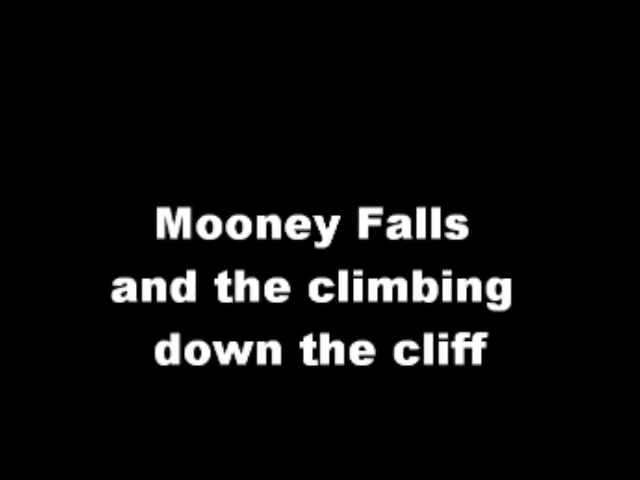 Mooney Falls
and the climbing
down the cliff